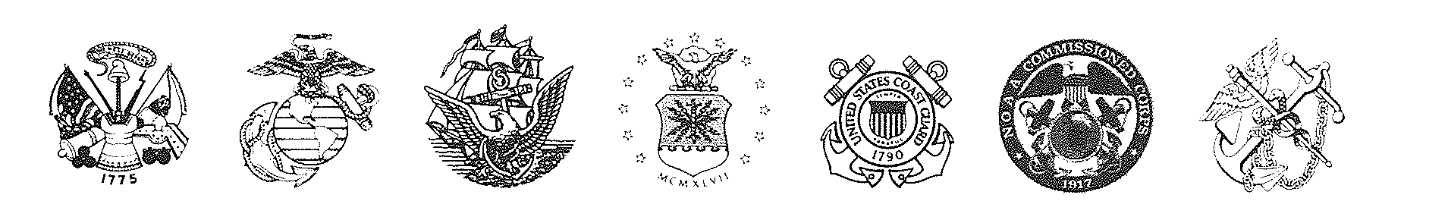 1775
MCMXLVII
UNITED STATES COAST GUARD
1790
NOAA COMMISSIONED CORPS
1917